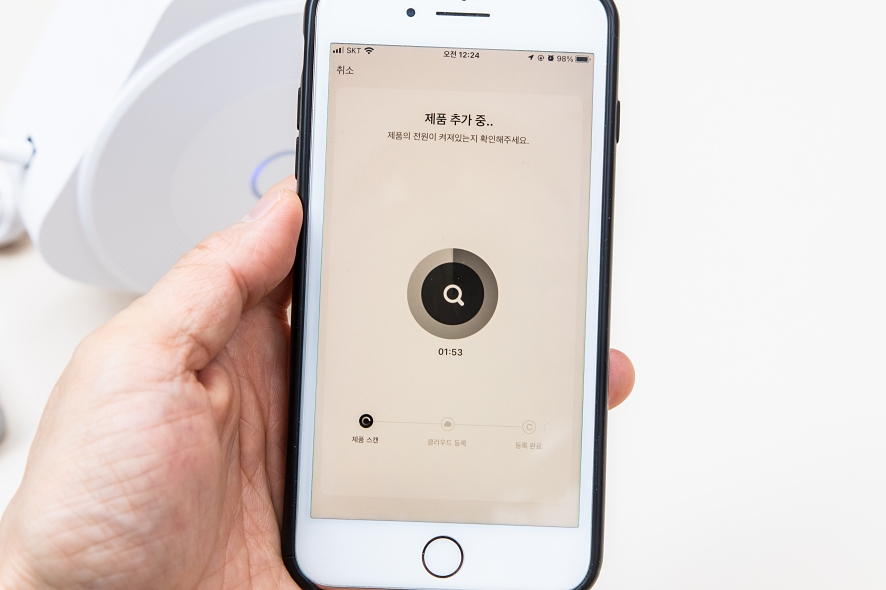 SKT 오전 12:24 98%
취소
제품 추가 중..
제품의 전원이 켜져있는지 확인해주세요.
01:53
제품 스캔 클라우드 등록 등록 완료